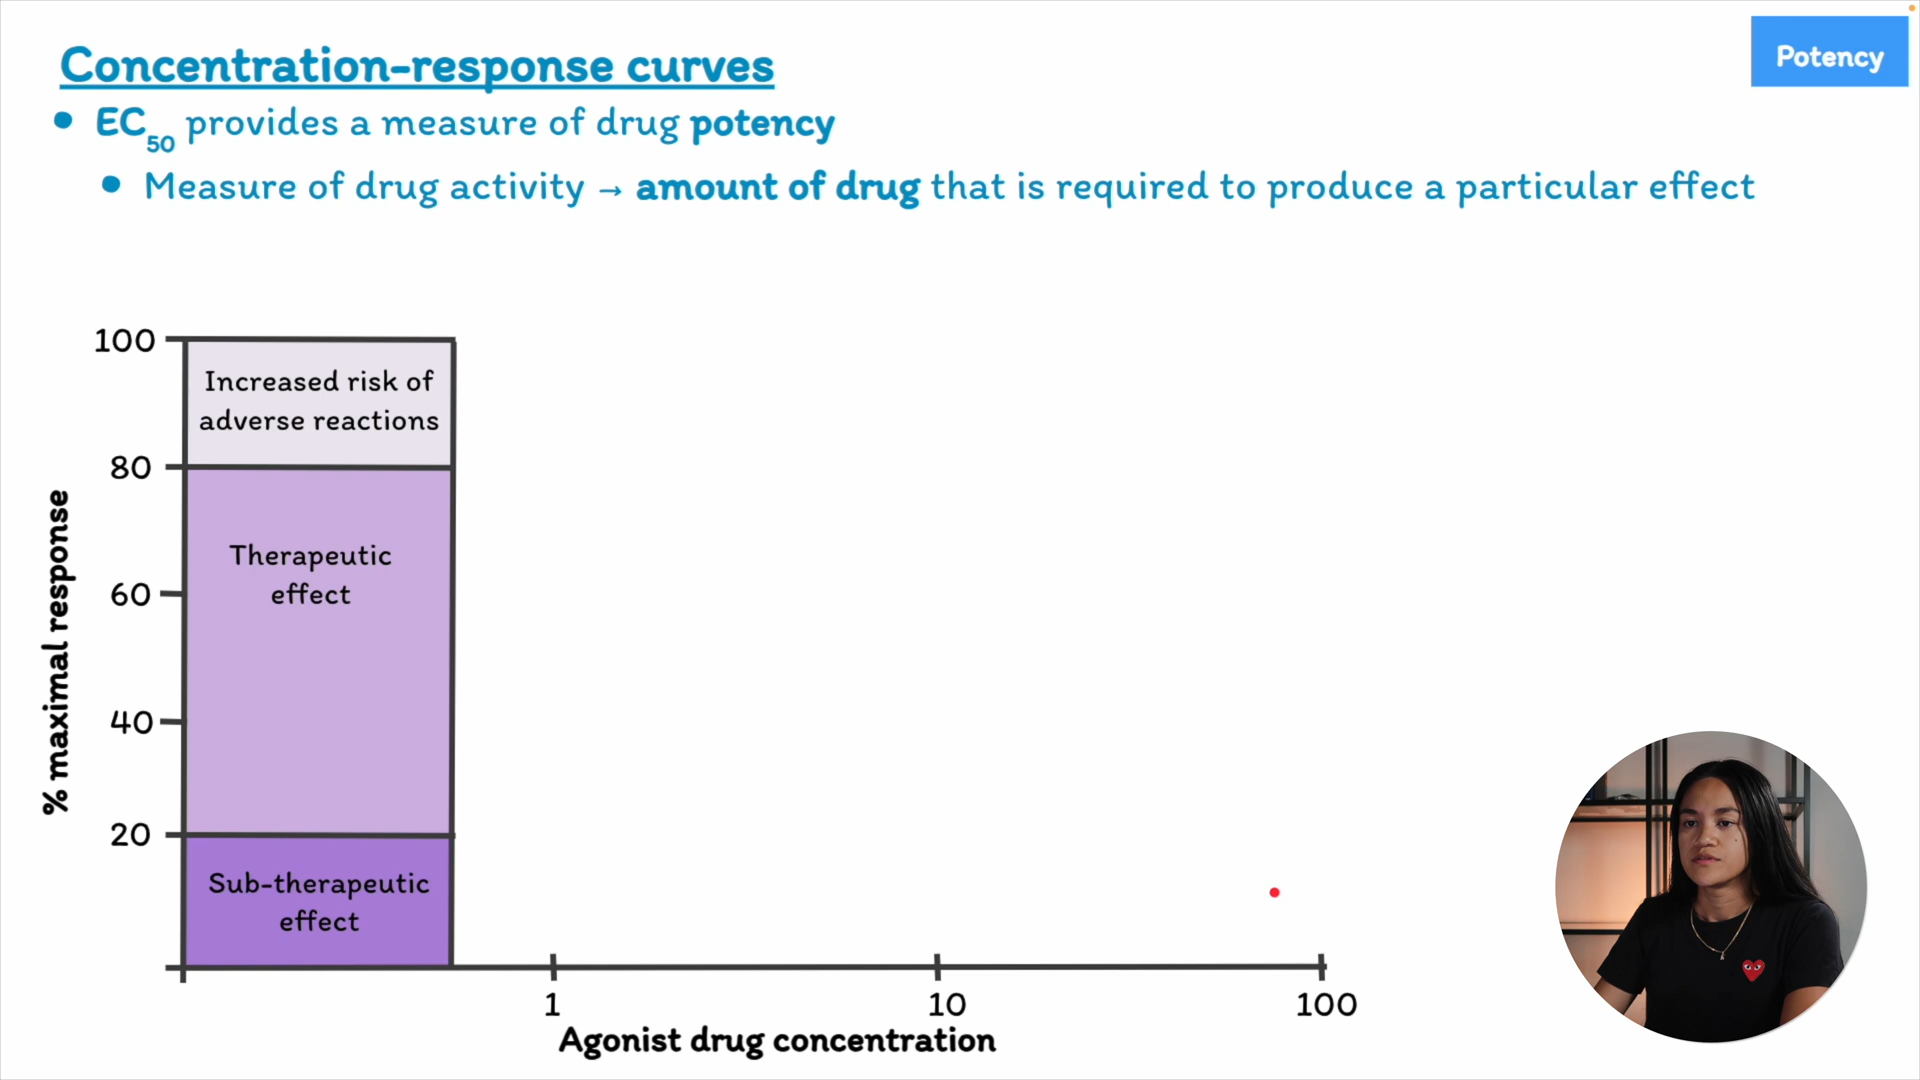 Potency
Concentration-response curves
• EC50 provides a measure of drug potency
• Measure of drug activity → amount of drug that is required to produce a particular effect
% maximal response
100
80
60
40
20
Increased risk of
adverse reactions
Therapeutic
effect
Sub-therapeutic
effect
1 10 100
Agonist drug concentration